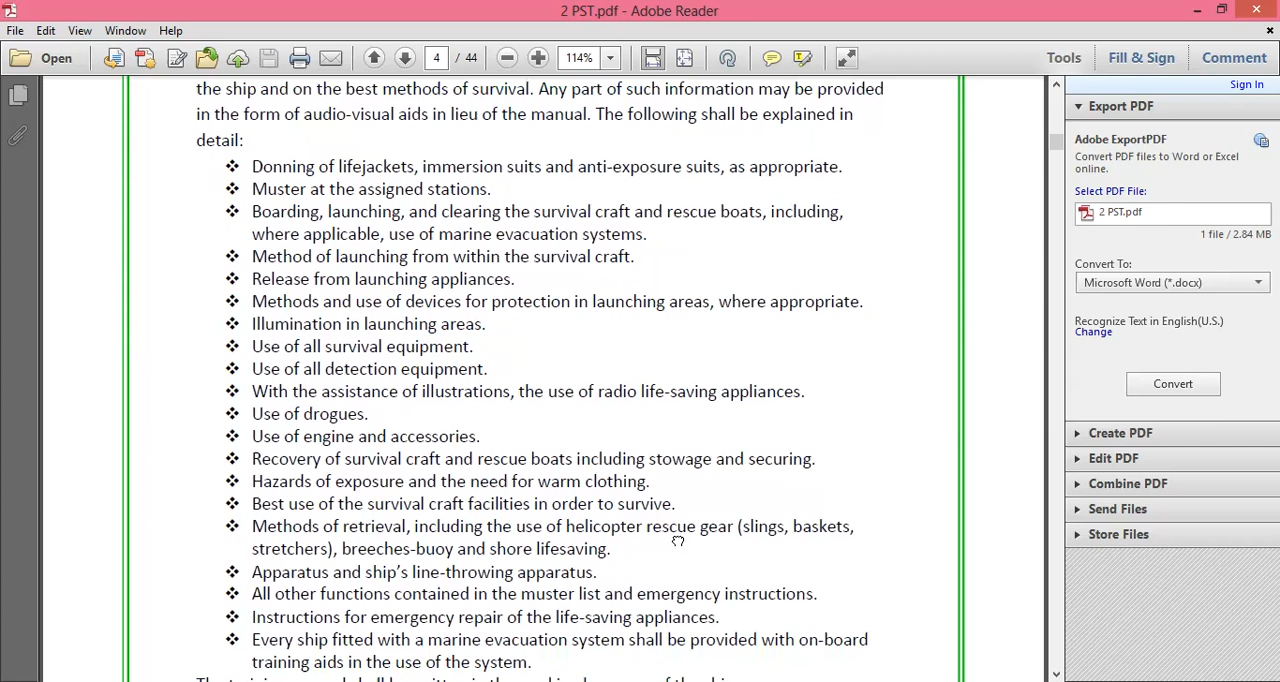 2 PST.pdf - Adobe Reader
File Edit View Window Help
Open 4 / 44 114% Tools Fill & Sign Comment
Sign In
the ship and on the best methods of survival. Any part of such information may be provided
in the form of audio-visual aids in lieu of the manual. The following shall be explained in
detail:
❖ Donning of lifejackets, immersion suits and anti-exposure suits, as appropriate.
❖ Muster at the assigned stations.
❖ Boarding, launching, and clearing the survival craft and rescue boats, including,
where applicable, use of marine evacuation systems.
❖ Method of launching from within the survival craft.
❖ Release from launching appliances.
❖ Methods and use of devices for protection in launching areas, where appropriate.
❖ Illumination in launching areas.
❖ Use of all survival equipment.
❖ Use of all detection equipment.
❖ With the assistance of illustrations, the use of radio life-saving appliances.
❖ Use of drogues.
❖ Use of engine and accessories.
❖ Recovery of survival craft and rescue boats including stowage and securing.
❖ Hazards of exposure and the need for warm clothing.
❖ Best use of the survival craft facilities in order to survive.
❖ Methods of retrieval, including the use of helicopter rescue gear (slings, baskets,
stretchers), breeches-buoy and shore lifesaving.
❖ Apparatus and ship's line-throwing apparatus.
❖ All other functions contained in the muster list and emergency instructions.
❖ Instructions for emergency repair of the life-saving appliances.
❖ Every ship fitted with a marine evacuation system shall be provided with on-board
training aids in the use of the system.
Export PDF
Adobe ExportPDF
Convert PDF files to Word or Excel
online.
Select PDF File:
2 PST.pdf
1 file / 2.84 MB
Convert To:
Microsoft Word (*.docx)
Recognize Text in English(U.S.)
Change
Convert
Create PDF
Edit PDF
Combine PDF
Send Files
Store Files